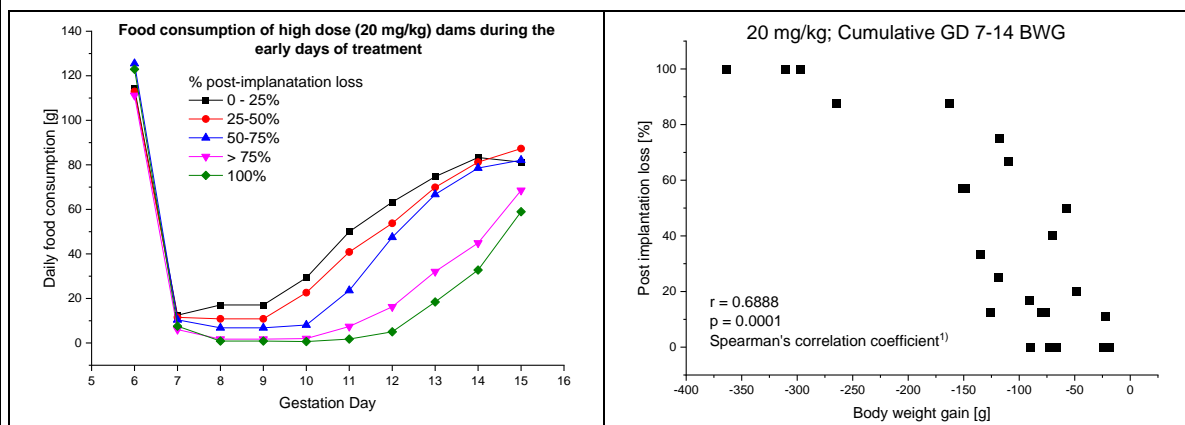 Food consumption of high dose (20 mg/kg) dams during the
early days of treatment
% post-implanatation loss
0 - 25%
25-50%
50-75%
> 75%
100%
Daily food consumption [g]
140
120
100
80
60
40
20
0
5 6 7 8 9 10 11 12 13 14 15 16
Gestation Day
20 mg/kg; Cumulative GD 7-14 BWG
Post implantation loss [%]
100
80
60
40
20
0
r = 0.6888
p = 0.0001
Spearman's correlation coefficient1)
-400 -350 -300 -250 -200 -150 -100 -50 0
Body weight gain [g]